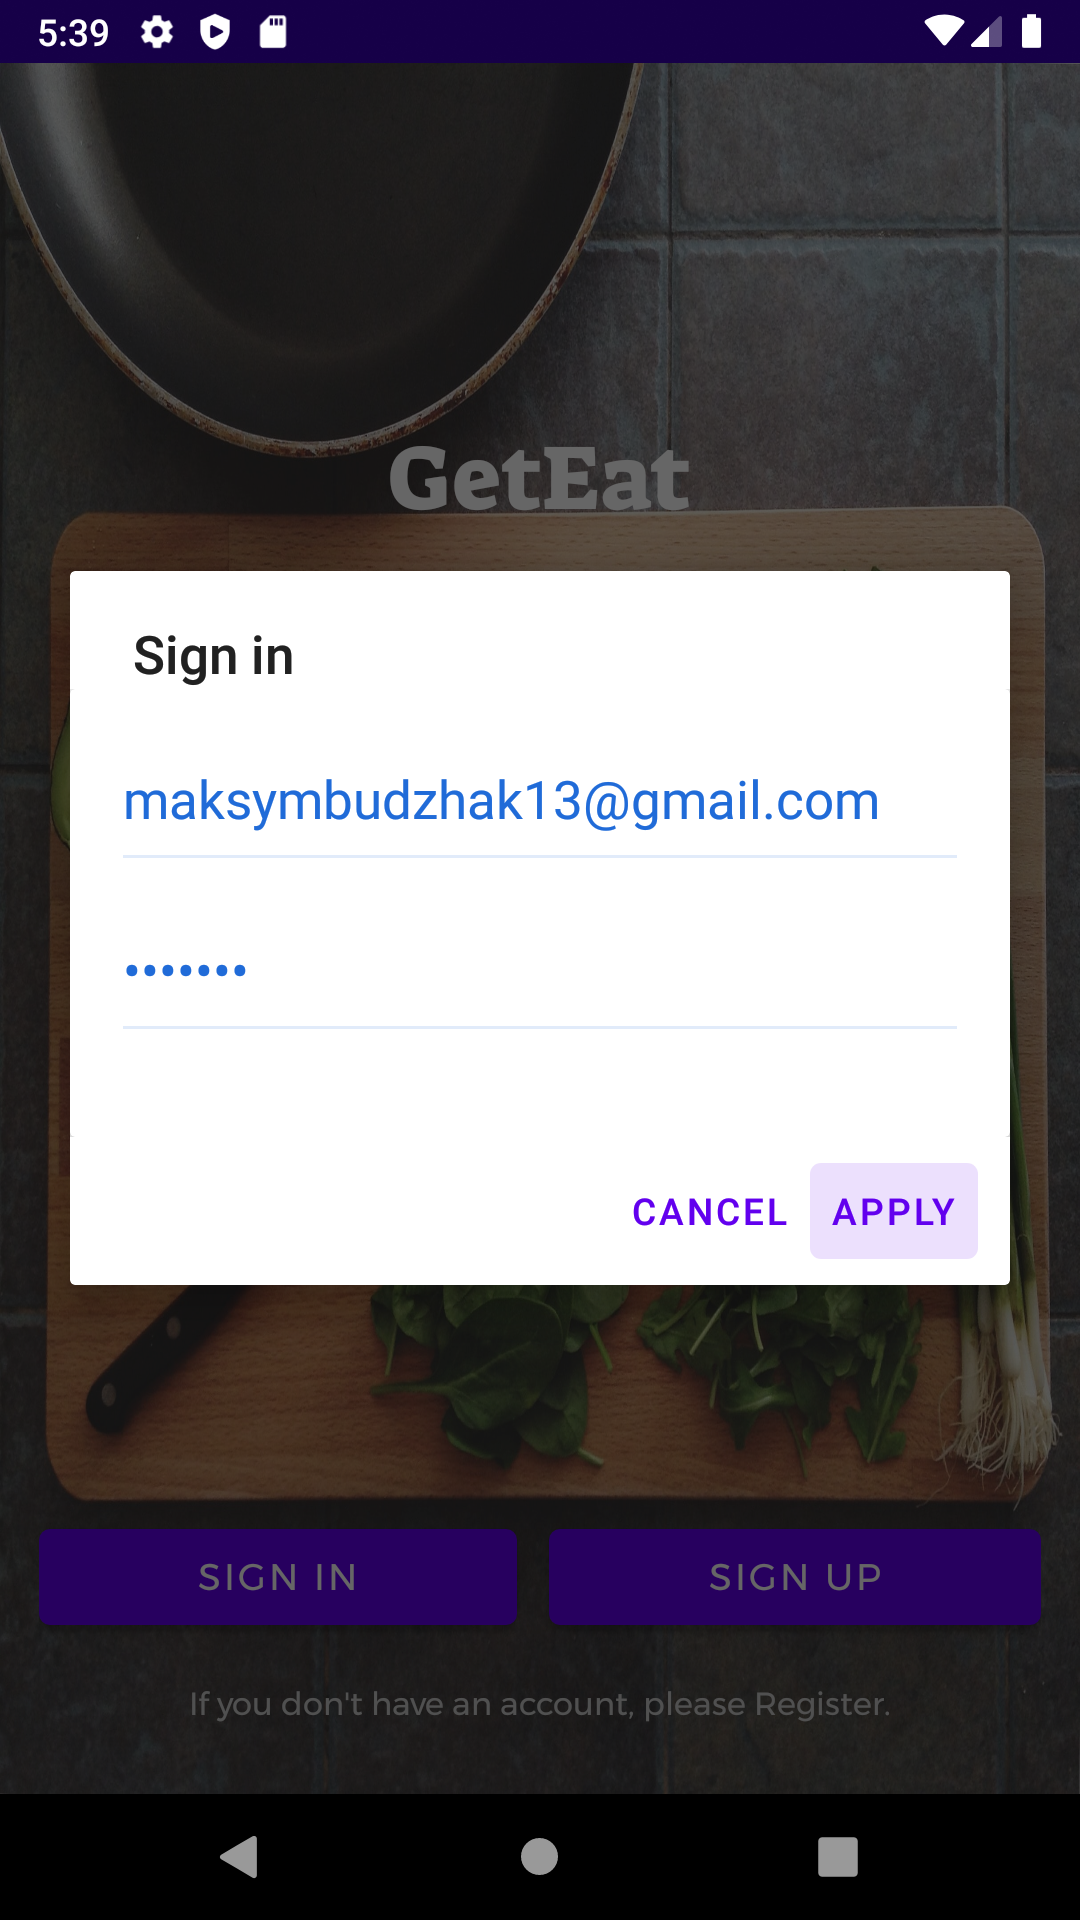 5:39
GetEat
Sign in
maksymbudzhak13@gmail.com
•••••••
CANCEL APPLY
SIGN IN SIGN UP
If you don't have an account, please Register.